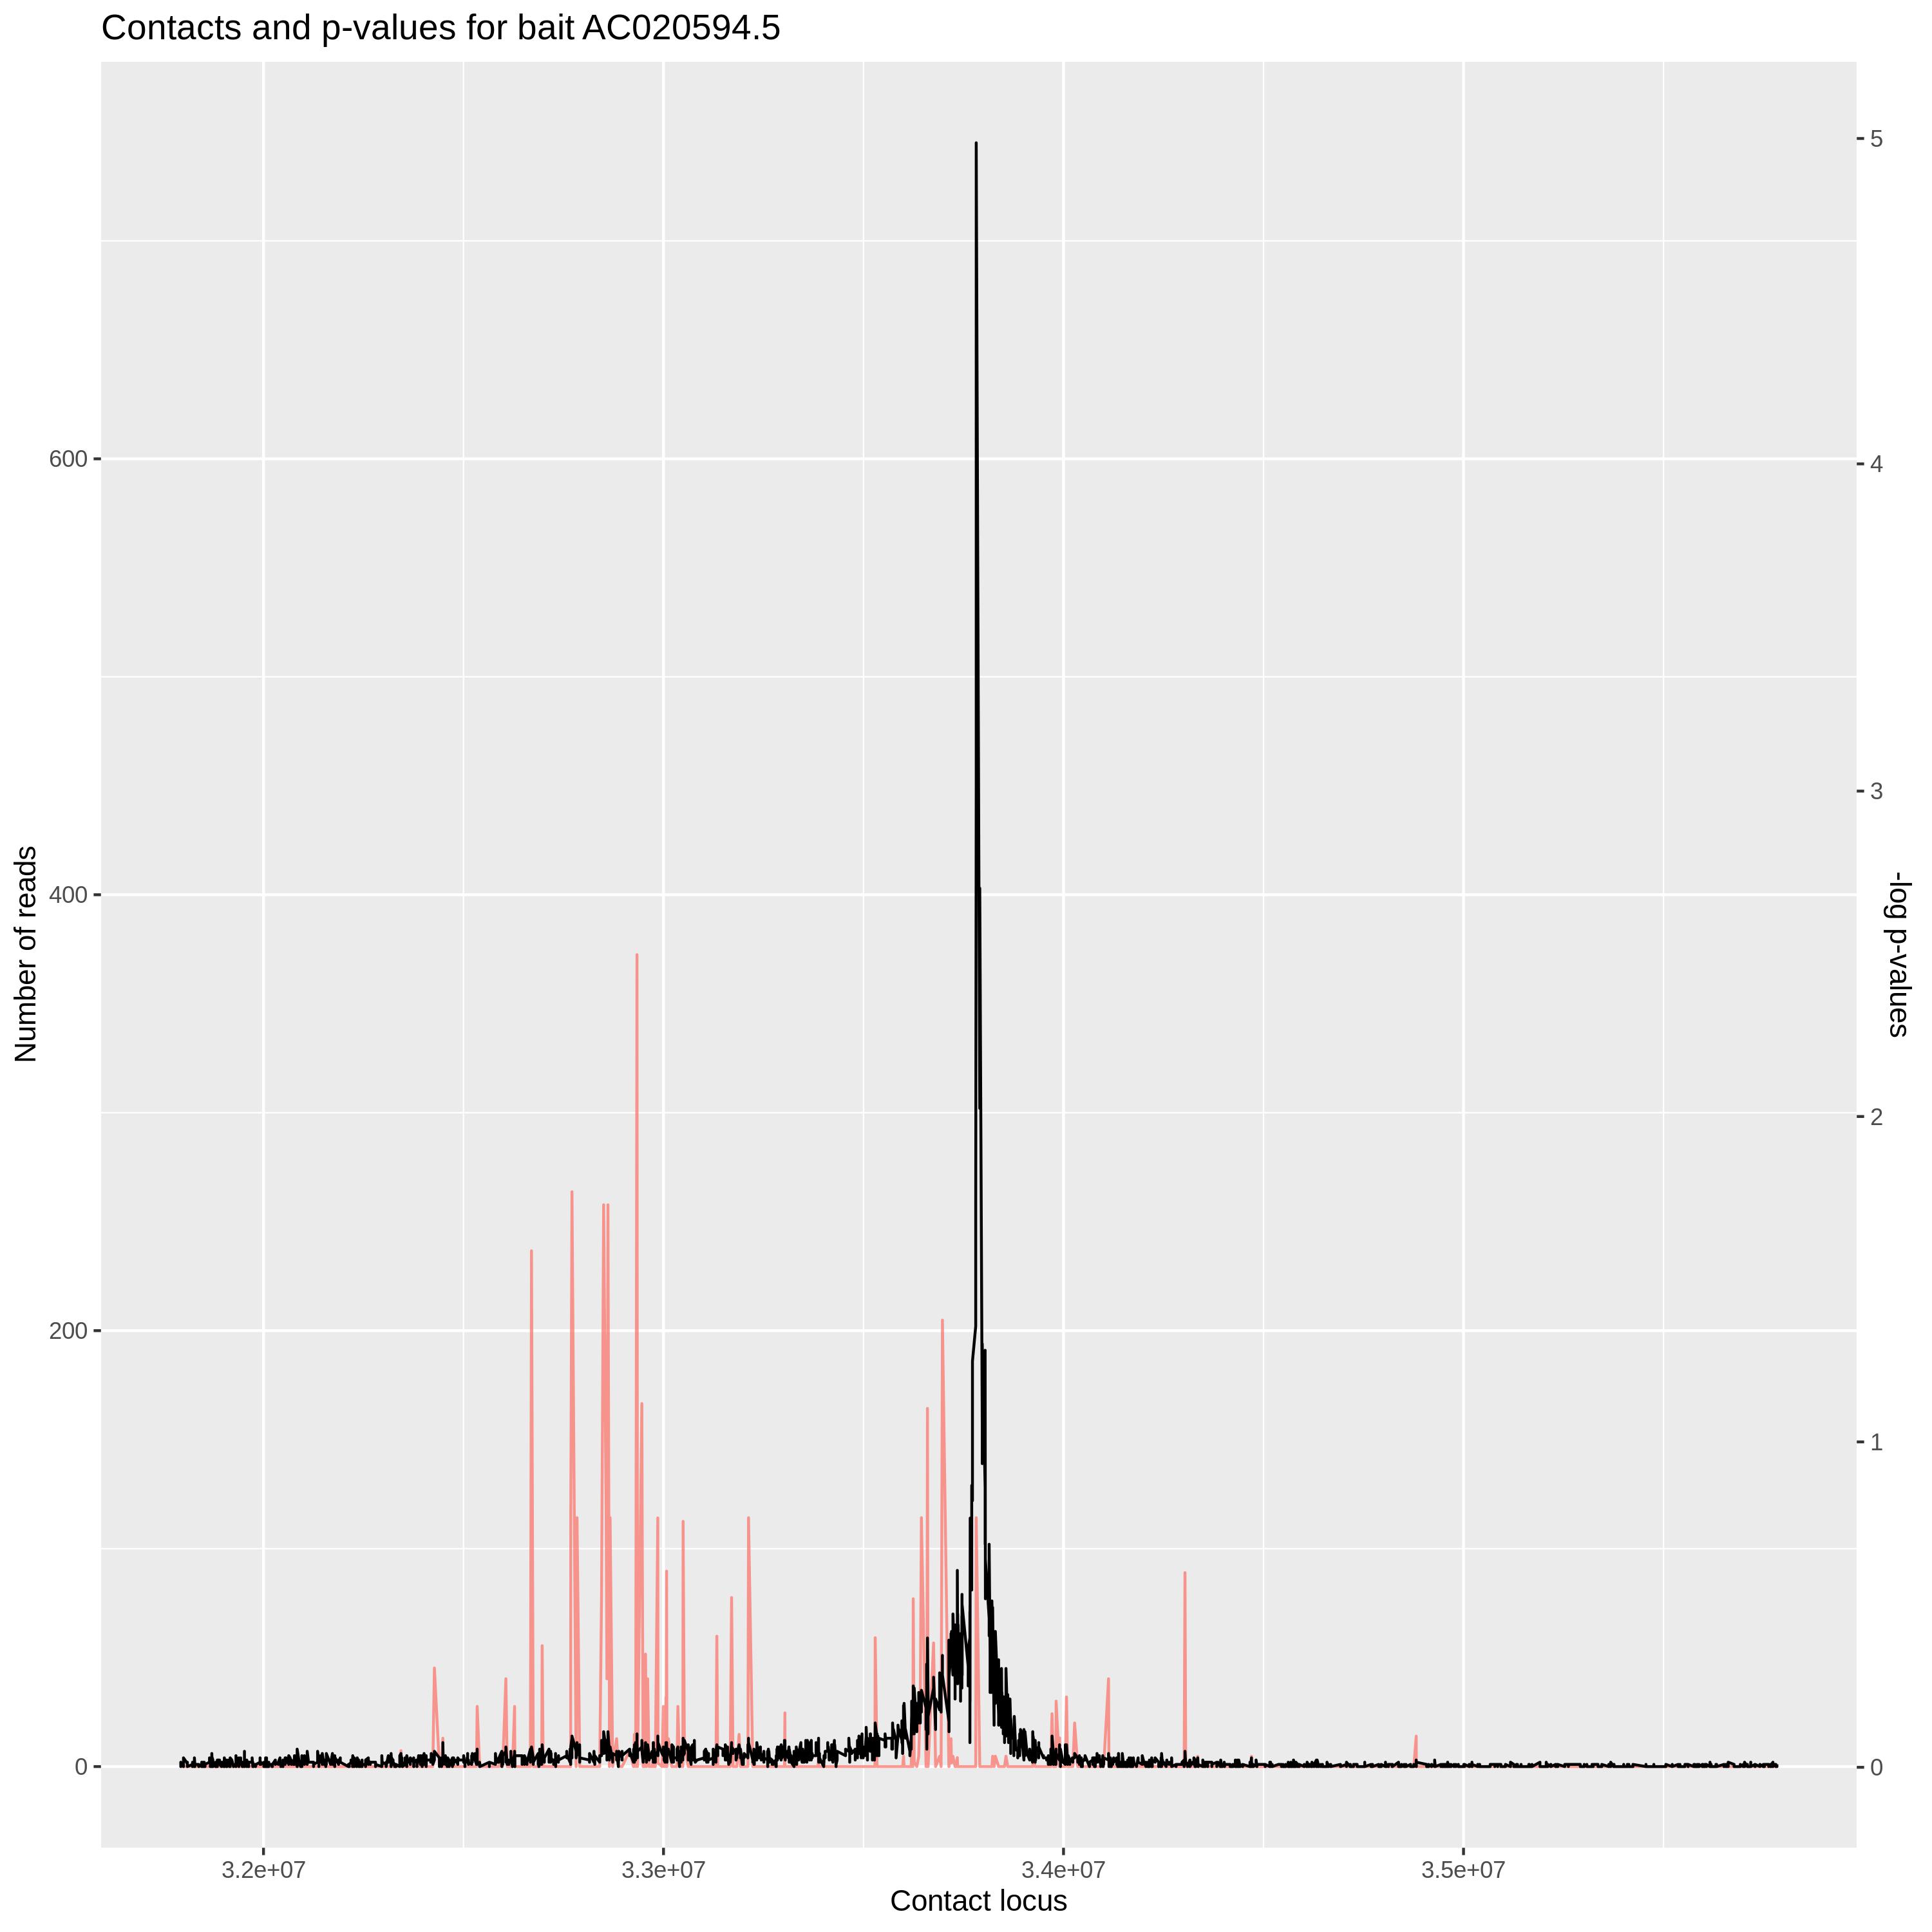 Contacts and p-values for bait AC020594.5
600
400
200
0
Number of reads
5
4
3
2
1
0
-log p-values
3.2e+07
3.3e+07
3.4e+07
3.5e+07
Contact locus